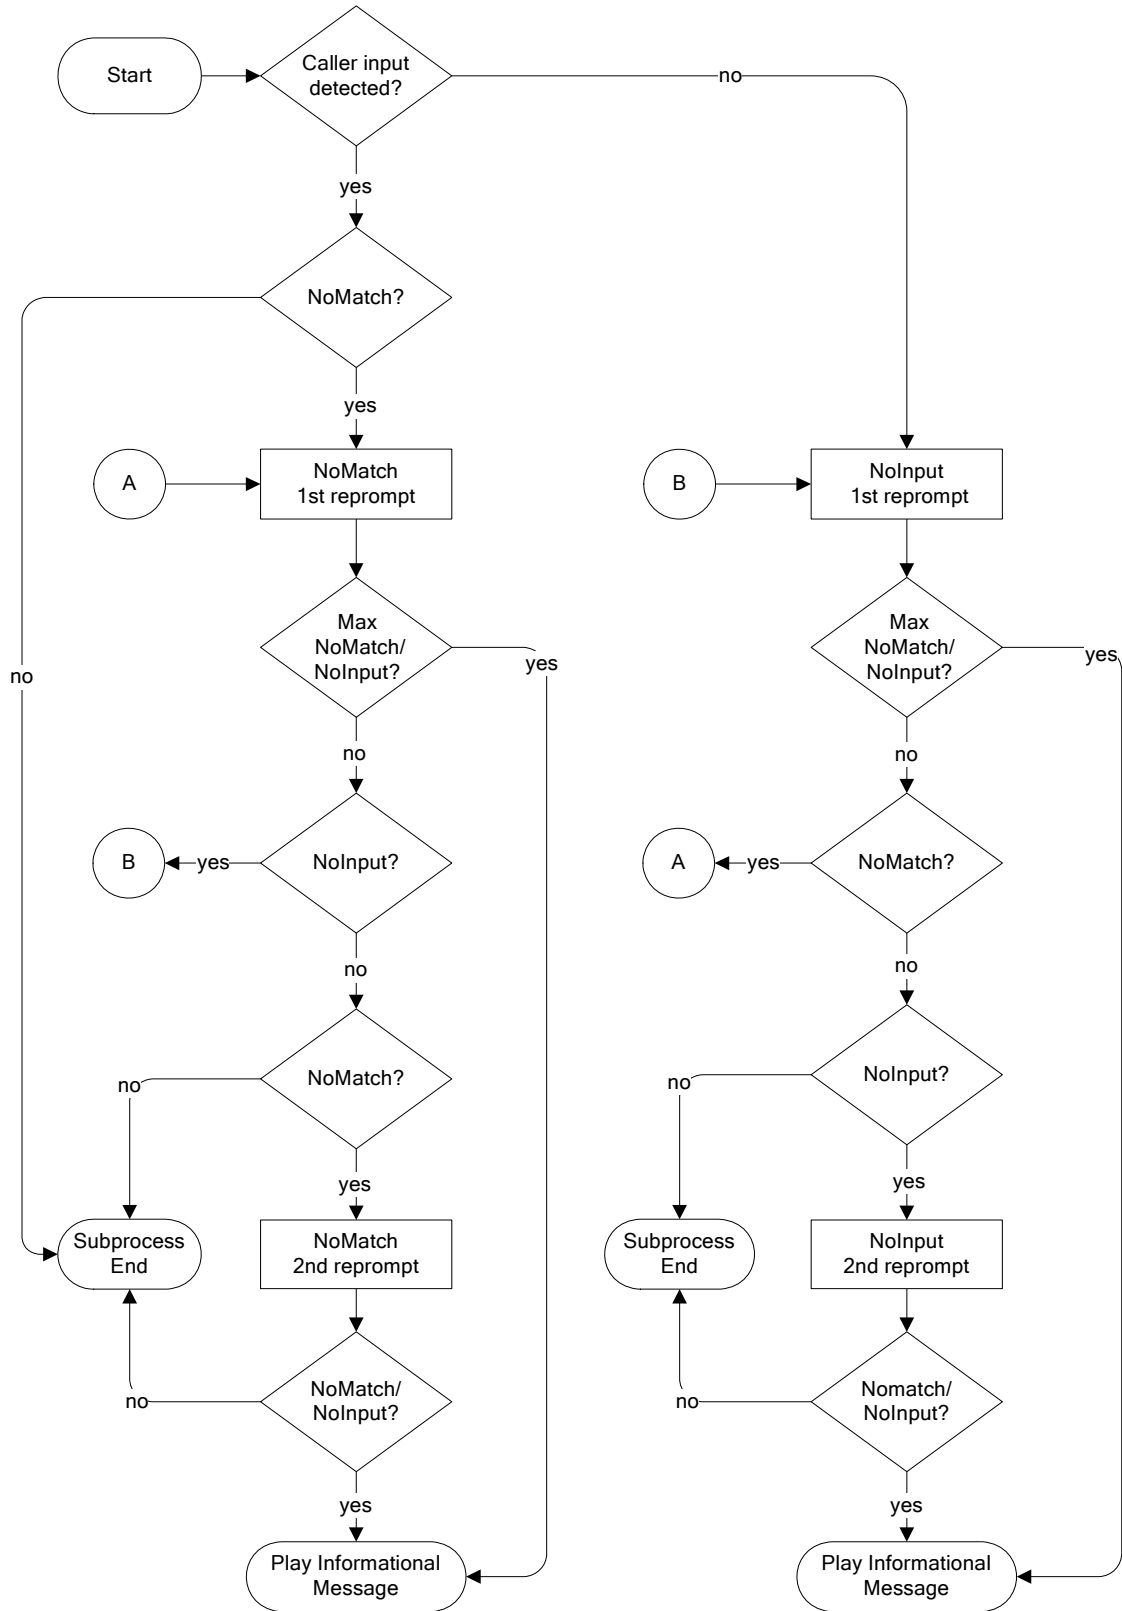 Start
Caller input
detected?
no
yes
NoMatch?
yes
A
NoMatch
1st reprompt
B
NoInput
1st reprompt
Max
NoMatch/
NoInput?
yes
Max
NoMatch/
NoInput?
yes
no
no
no
B
yes
NoInput?
A
yes
NoMatch?
no
no
no
NoMatch?
no
NoInput?
yes
yes
Subprocess
End
NoMatch
2nd reprompt
Subprocess
End
NoInput
2nd reprompt
no
NoMatch/
NoInput?
no
Nomatch/
NoInput?
yes
yes
Play Informational
Message
Play Informational
Message